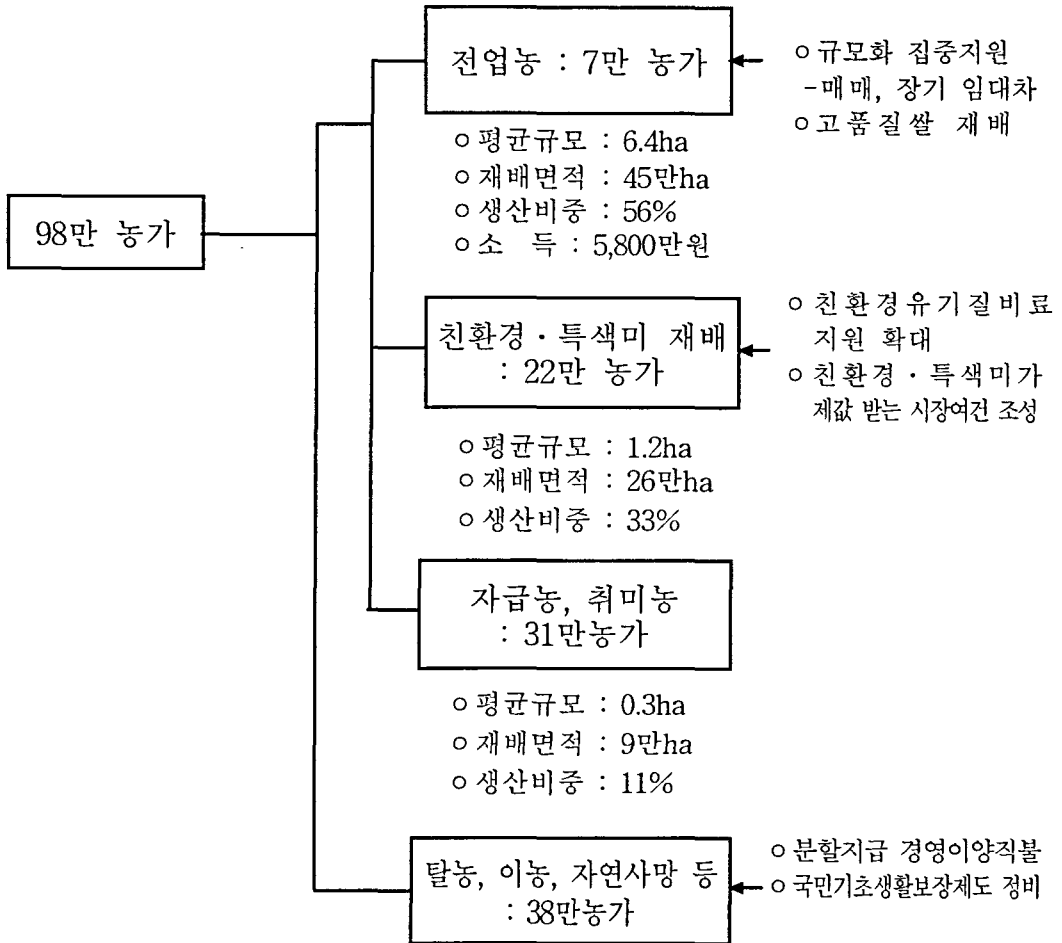 98만 농가
전업농 : 7만 농가
○ 규모화 집중지원
-매매, 장기 임대차
○ 고품질쌀 재배
○ 평균규모 : 6.4ha
○ 재배면적 : 45만ha
○ 생산비중 : 56%
○ 소 득 : 5,800만원
친환경·특색미 재배
: 22만 농가
○ 친환경유기질비료
지원 확대
○ 친환경·특색미가
제값 받는 시장여건 조성
○ 평균규모 : 1.2ha
○ 재배면적 : 26만ha
○ 생산비중 : 33%
자급농, 취미농
: 31만농가
○ 평균규모 : 0.3ha
○ 재배면적 : 9만ha
○ 생산비중 : 11%
탈농, 이농, 자연사망 등
: 38만농가
○ 분할지급 경영이양직불
○ 국민기초생활보장제도 정비